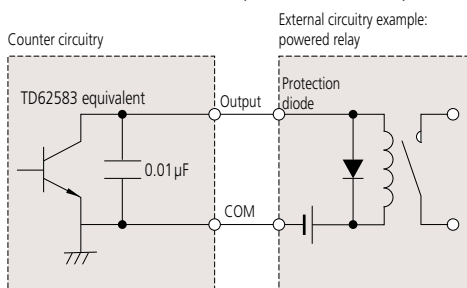 External circuitry example:
powered relay
Counter circuitry
Protection
diode
TD62583 equivalent
Output
0.01μF
COM